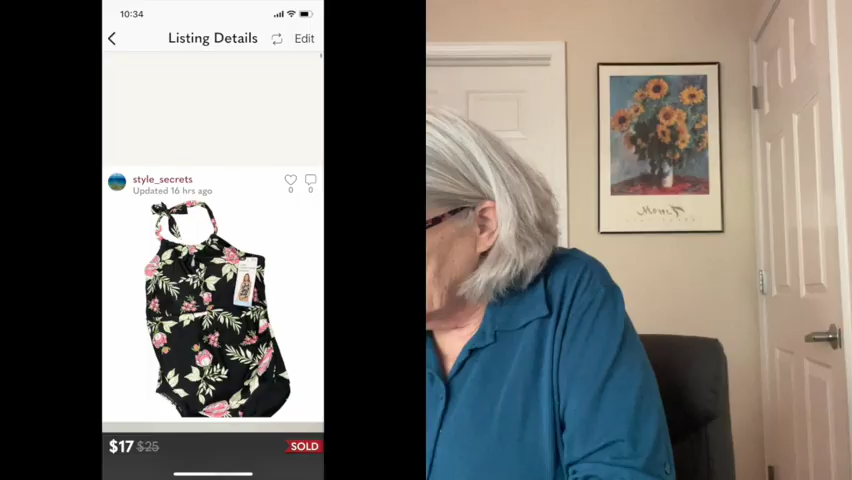 10:34
Listing Details
Edit
style_secrets
Updated 16 hrs ago
0
0
$17 $25
SOLD
Monet